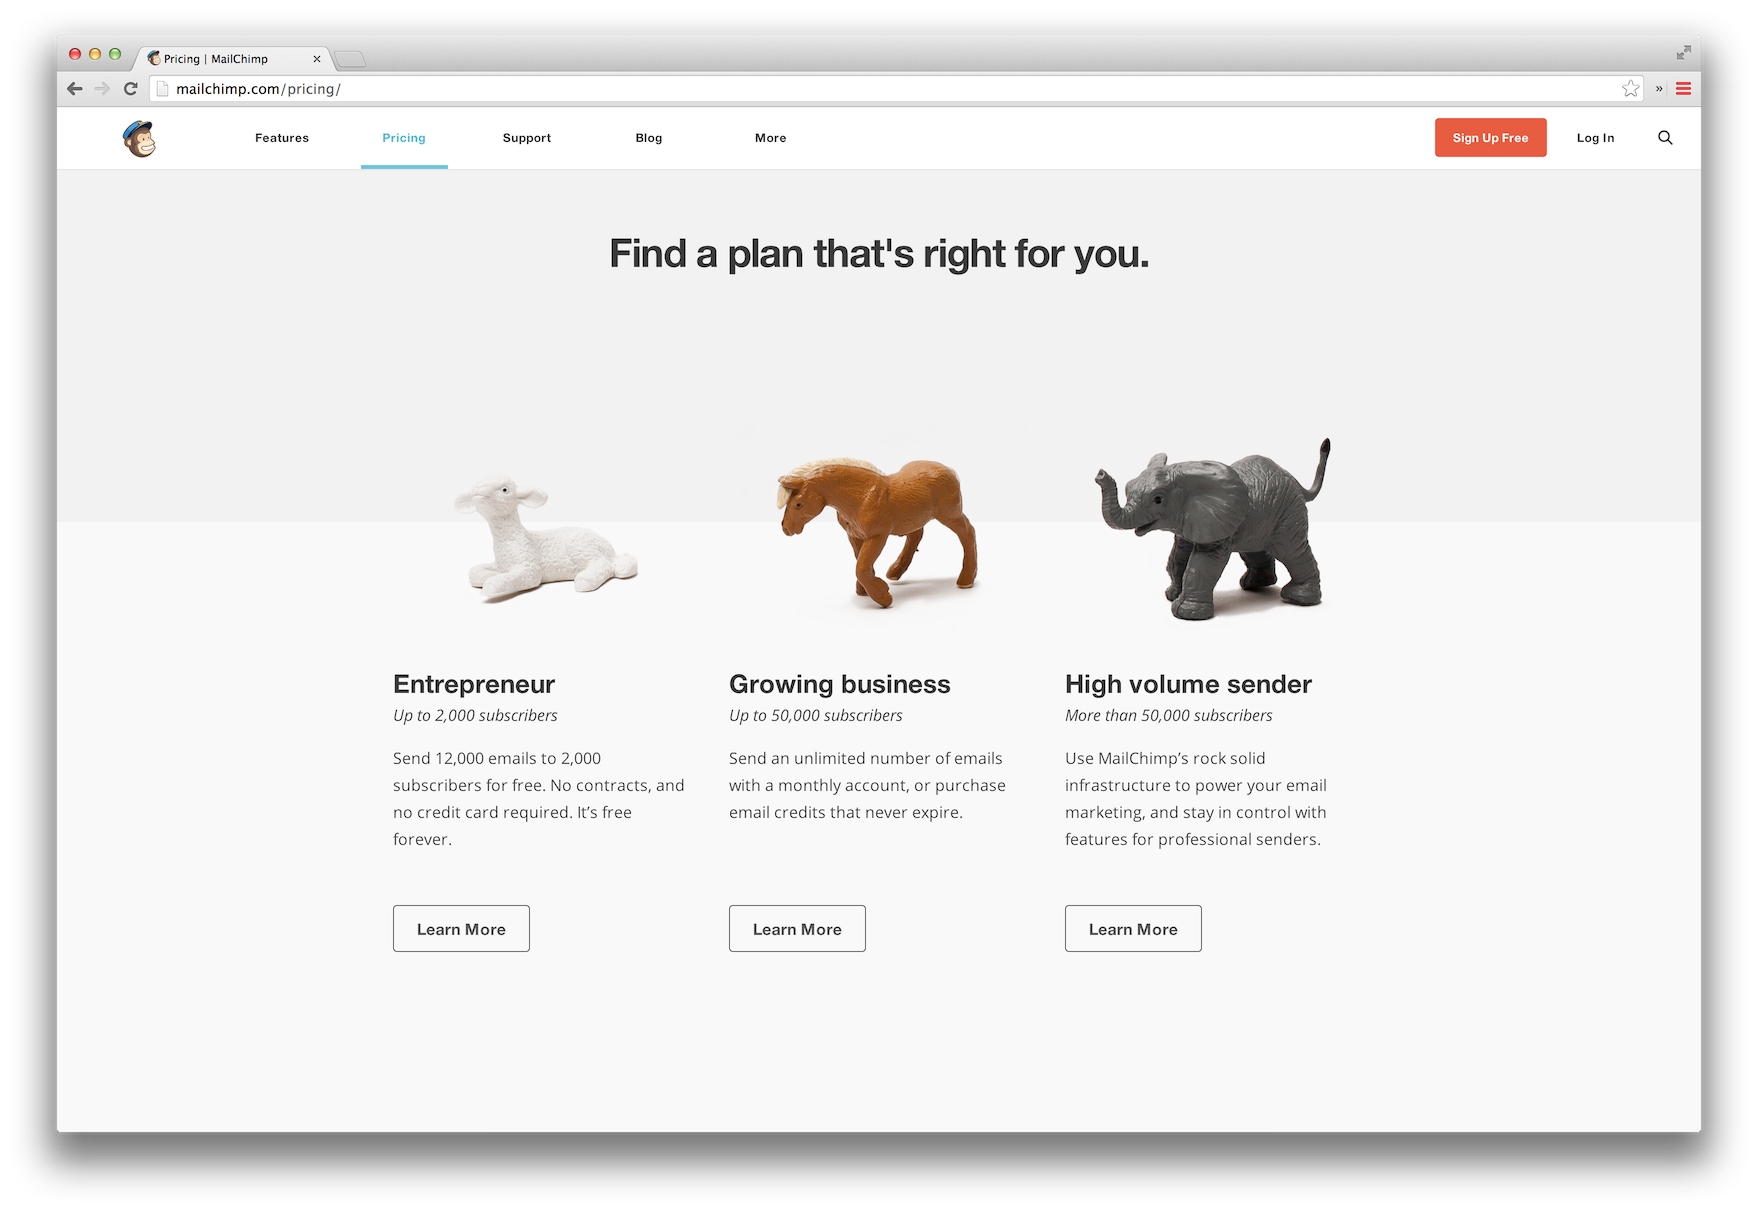 Pricing | MailChimp
mailchimp.com/pricing/
Features
Pricing
Support
Blog
More
Sign Up Free
Log In
Find a plan that's right for you.
Entrepreneur
Up to 2,000 subscribers
Send 12,000 emails to 2,000
subscribers for free. No contracts, and
no credit card required. It’s free
forever.
Learn More
Growing business
Up to 50,000 subscribers
Send an unlimited number of emails
with a monthly account, or purchase
email credits that never expire.
Learn More
High volume sender
More than 50,000 subscribers
Use MailChimp’s rock solid
infrastructure to power your email
marketing, and stay in control with
features for professional senders.
Learn More